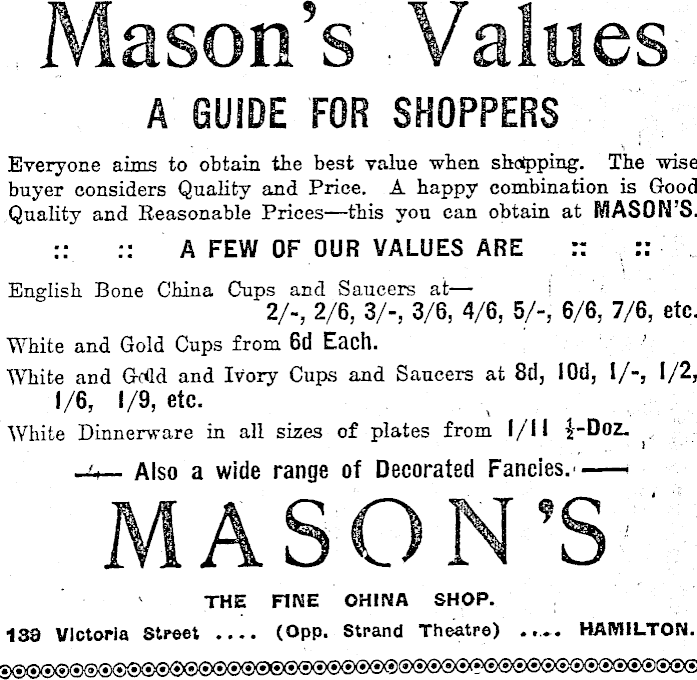 Mason's Values
A GUIDE FOR SHOPPERS
Everyone aims to obtain the best value when shopping. The wise
buyer considers Quality and Price. A happy combination is Good
Quality and Reasonable Prices—this you can obtain at MASON'S.
:: :: A FEW OF OUR VALUES ARE :: ::
English Bone China Cups and Saucers at—
2/-, 2/6, 3/-, 3/6, 4/6, 5/-, 6/6, 7/6, etc.
White and Gold Cups from 6d Each.
White and Gold and Ivory Cups and Saucers at 8d, 10d, 1/-, 1/2,
1/6, 1/9, etc.
White Dinnerware in all sizes of plates from 1/11 ½-Doz.
—— Also a wide range of Decorated Fancies. ——
MASON'S
THE FINE CHINA SHOP.
139 Victoria Street .... (Opp. Strand Theatre) .... HAMILTON.